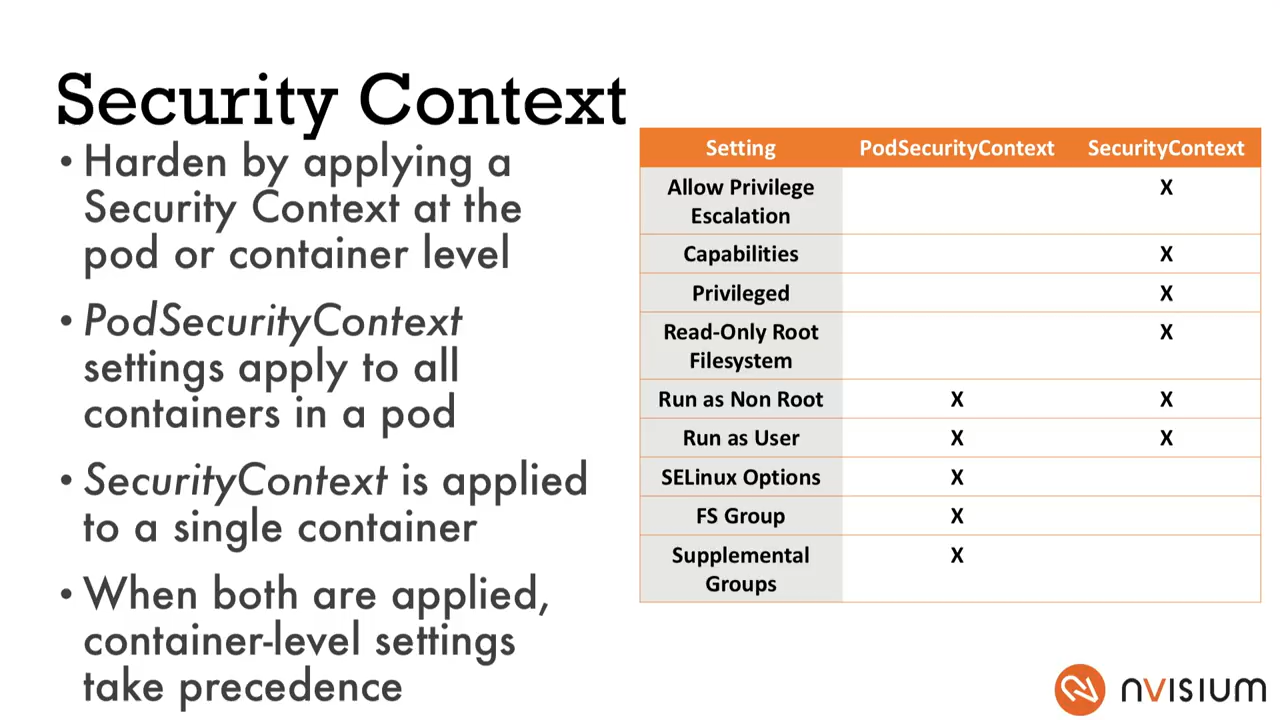 Security Context
• Harden by applying a
Security Context at the
pod or container level
• PodSecurityContext
settings apply to all
containers in a pod
• SecurityContext is applied
to a single container
• When both are applied,
container-level settings
take precedence
Setting PodSecurityContext SecurityContext
Allow Privilege
Escalation X
Capabilities X
Privileged X
Read-Only Root
Filesystem X
Run as Non Root X X
Run as User X X
SELinux Options X
FS Group X
Supplemental
Groups X
nVISIUM